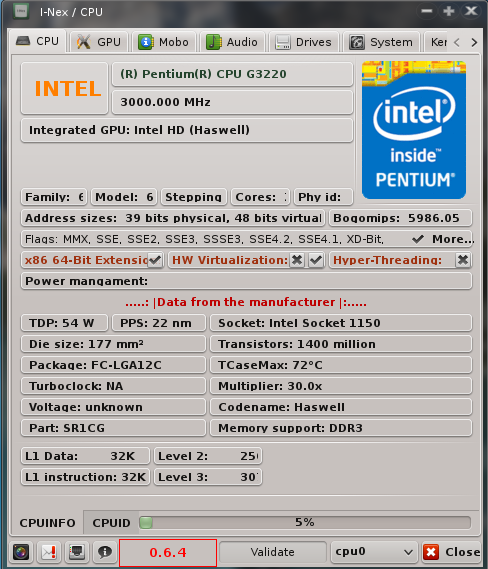 I-Nex / CPU
CPU GPU Mobo Audio Drives System Ker
INTEL
(R) Pentium(R) CPU G3220
3000.000 MHz
Integrated GPU: Intel HD (Haswell)
intel inside™ PENTIUM®
Family: 6 Model: 6 Stepping Cores: Phy id:
Address sizes: 39 bits physical, 48 bits virtual Bogomips: 5986.05
Flags: MMX, SSE, SSE2, SSE3, SSSE3, SSE4.2, SSE4.1, XD-Bit, More...
x86 64-Bit Extensio HW Virtualization: Hyper-Threading:
Power mangament:
.....: |Data from the manufacturer |:.....
TDP: 54 W PPS: 22 nm Socket: Intel Socket 1150
Die size: 177 mm² Transistors: 1400 million
Package: FC-LGA12C TCaseMax: 72°C
Turboclock: NA Multiplier: 30.0x
Voltage: unknown Codename: Haswell
Part: SR1CG Memory support: DDR3
L1 Data: 32K Level 2: 25
L1 instruction: 32K Level 3: 30
CPUINFO CPUID 5%
0.6.4 Validate cpu0 Close